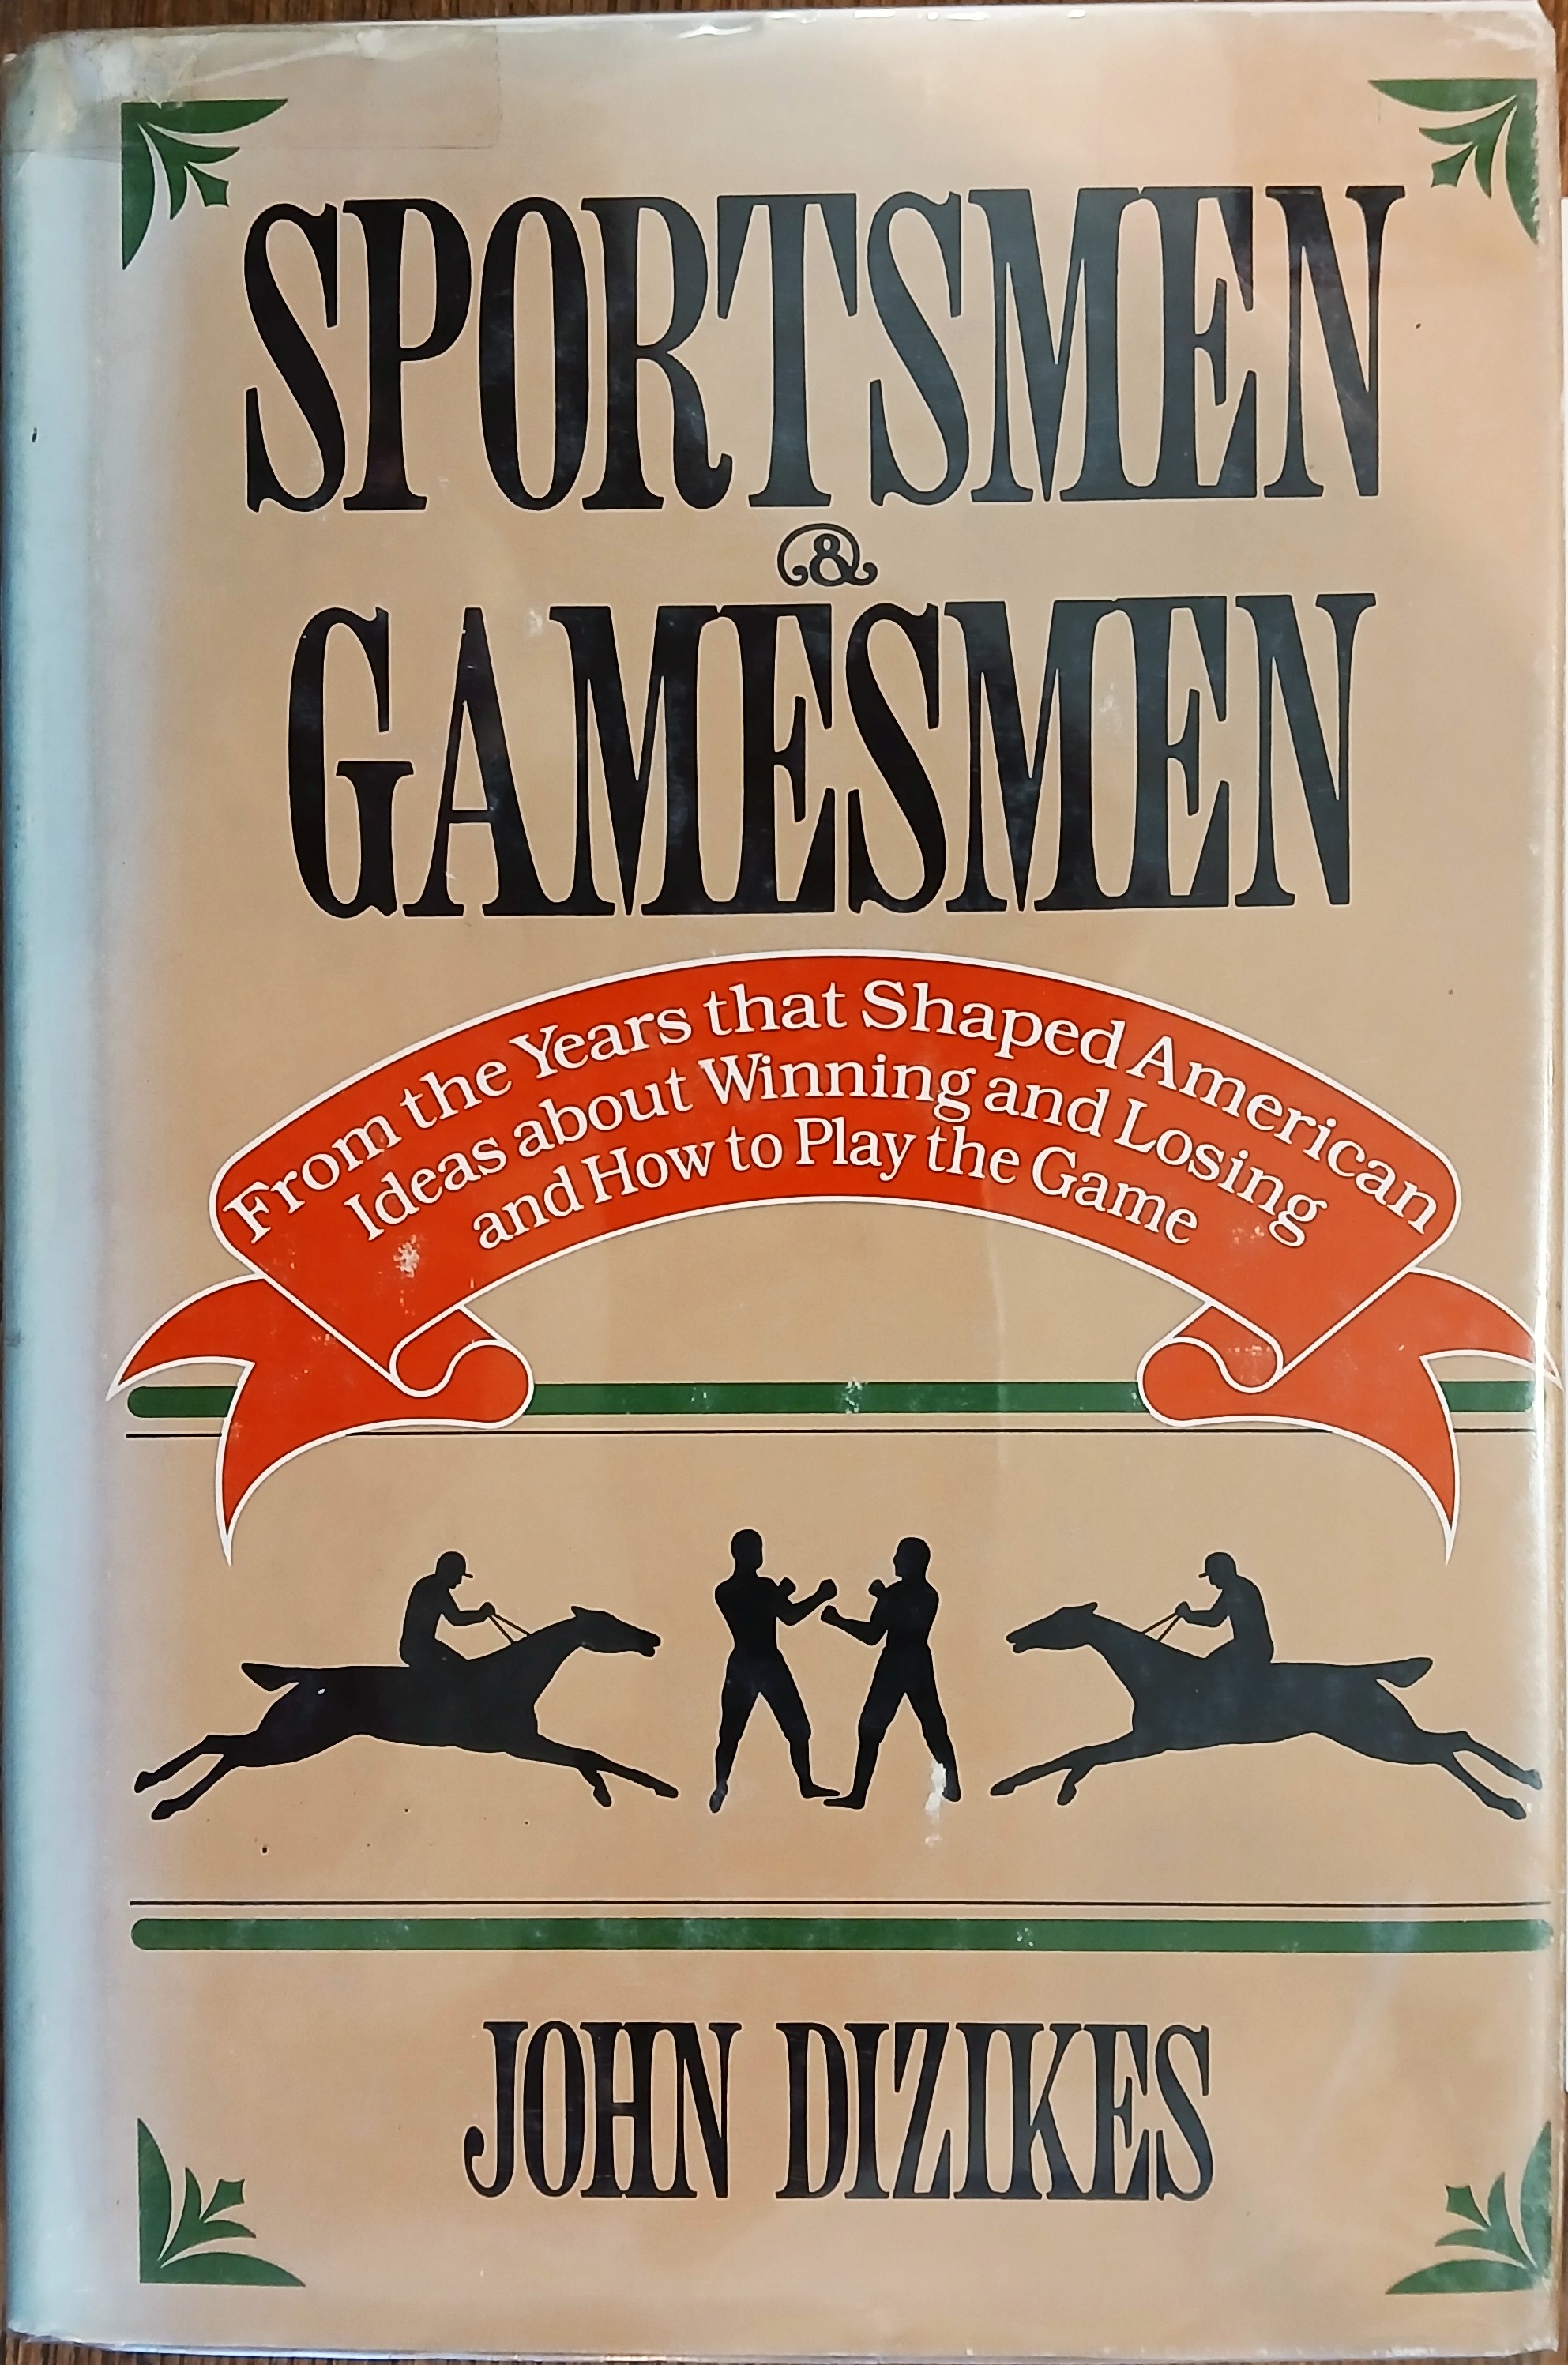 SPORTSMEN
&
GAMESMEN
From the Years that Shaped American
Ideas about Winning and Losing
and How to Play the Game
JOHN DIZIKES